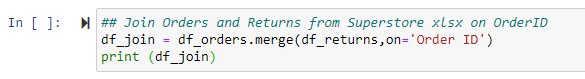 In [ ]: ## Join Orders and Returns from Superstore xlsx on OrderID
df_join = df_orders.merge(df_returns,on='Order ID')
print (df_join)